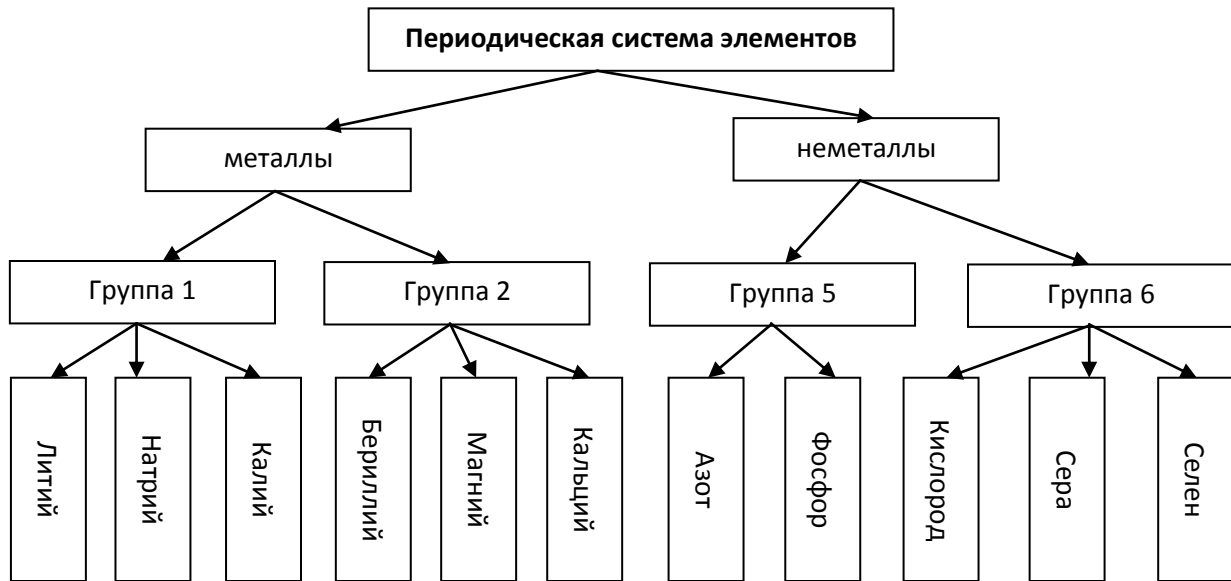 Периодическая система элементов
металлы
неметаллы
Группа 1
Группа 2
Группа 5
Группа 6
Литий
Натрий
Калий
Бериллий
Магний
Кальций
Азот
Фосфор
Кислород
Сера
Селен